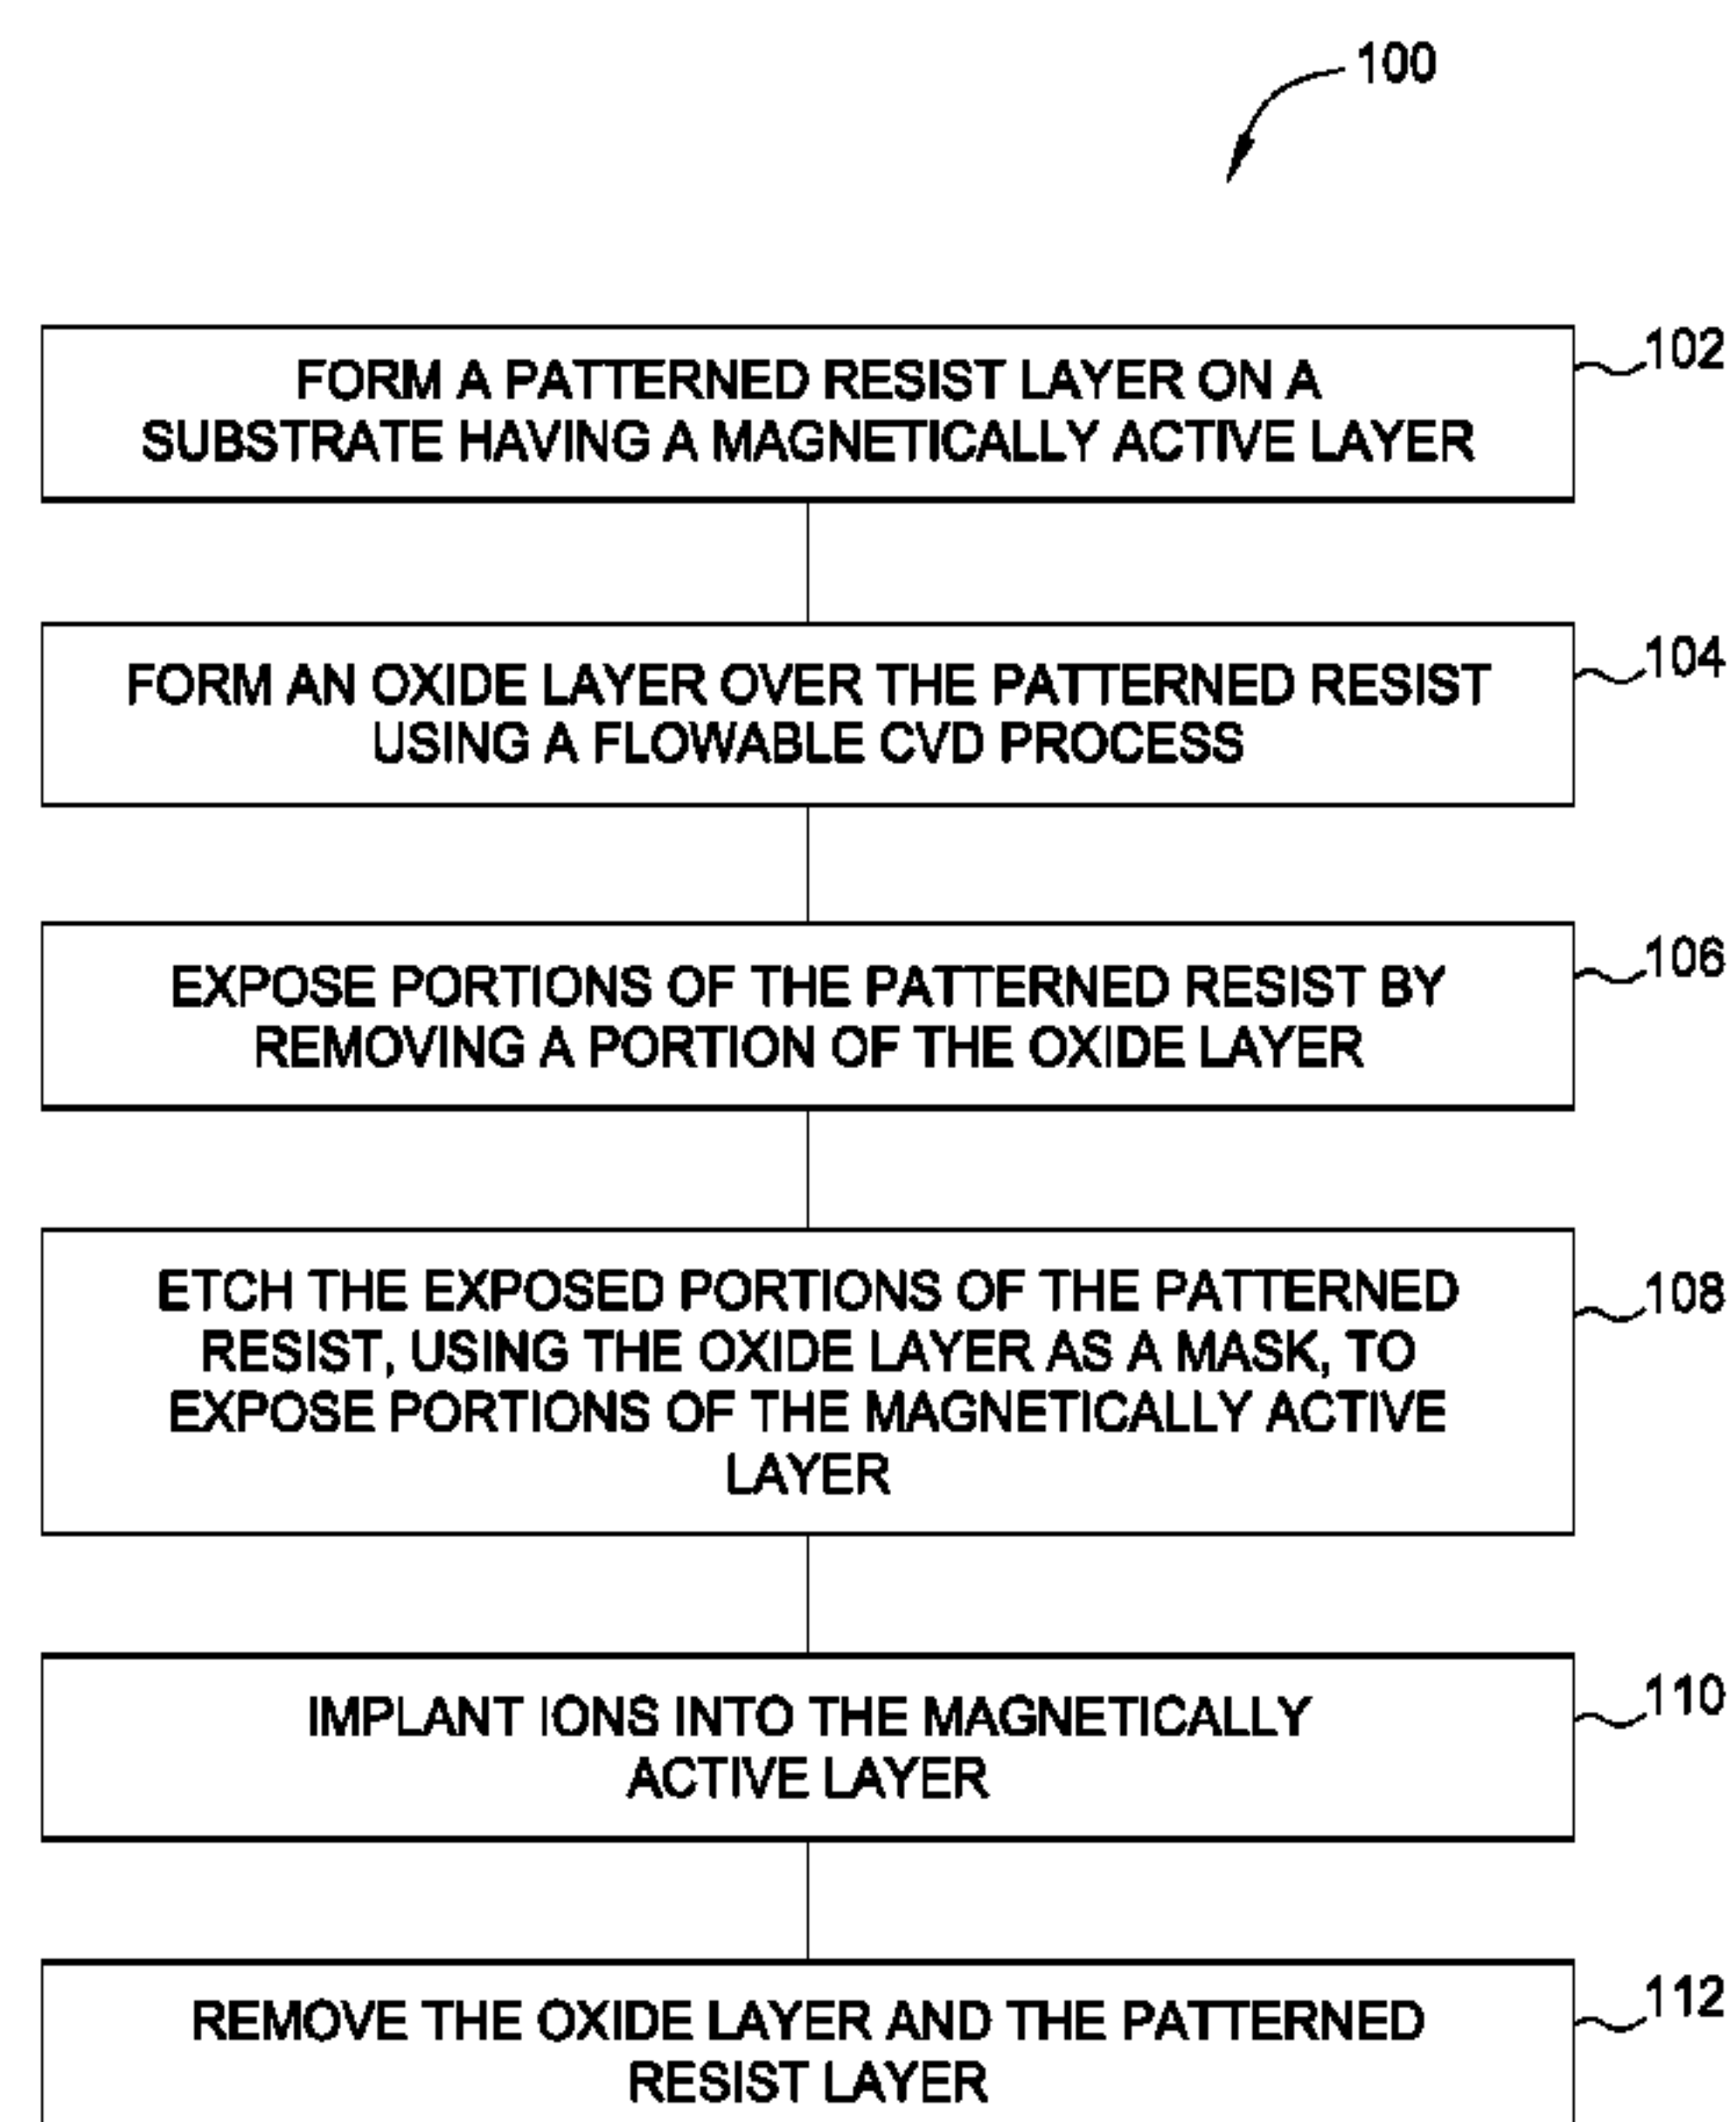 100
FORM A PATTERNED RESIST LAYER ON A
SUBSTRATE HAVING A MAGNETICALLY ACTIVE LAYER
102
FORM AN OXIDE LAYER OVER THE PATTERNED RESIST
USING A FLOWABLE CVD PROCESS
104
EXPOSE PORTIONS OF THE PATTERNED RESIST BY
REMOVING A PORTION OF THE OXIDE LAYER
106
ETCH THE EXPOSED PORTIONS OF THE PATTERNED
RESIST, USING THE OXIDE LAYER AS A MASK, TO
EXPOSE PORTIONS OF THE MAGNETICALLY ACTIVE
LAYER
108
IMPLANT IONS INTO THE MAGNETICALLY
ACTIVE LAYER
110
REMOVE THE OXIDE LAYER AND THE PATTERNED
RESIST LAYER
112